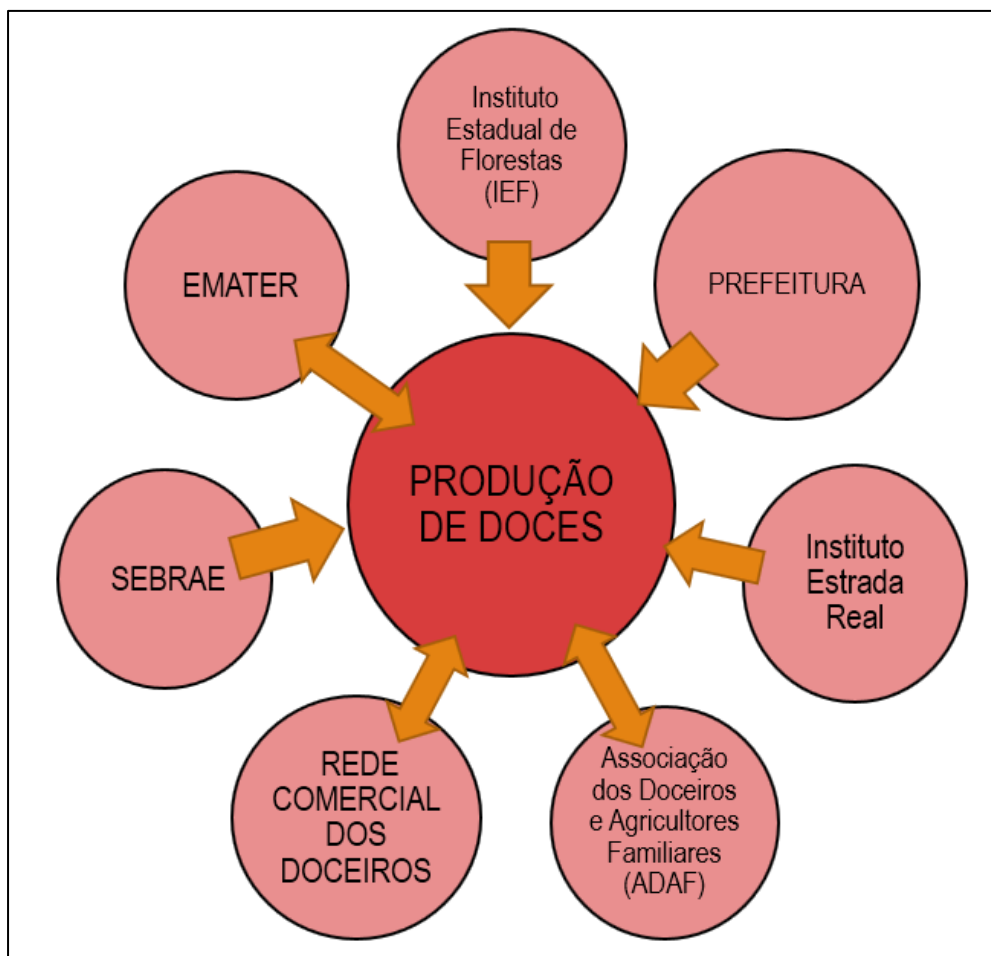 Instituto
Estadual de
Florestas
(IEF)
EMATER
PREFEITURA
PRODUÇÃO
DE DOCES
SEBRAE
Instituto
Estrada
Real
REDE
COMERCIAL
DOS
DOCEIROS
Associação
dos Doceiros
e Agricultores
Familiares
(ADAF)